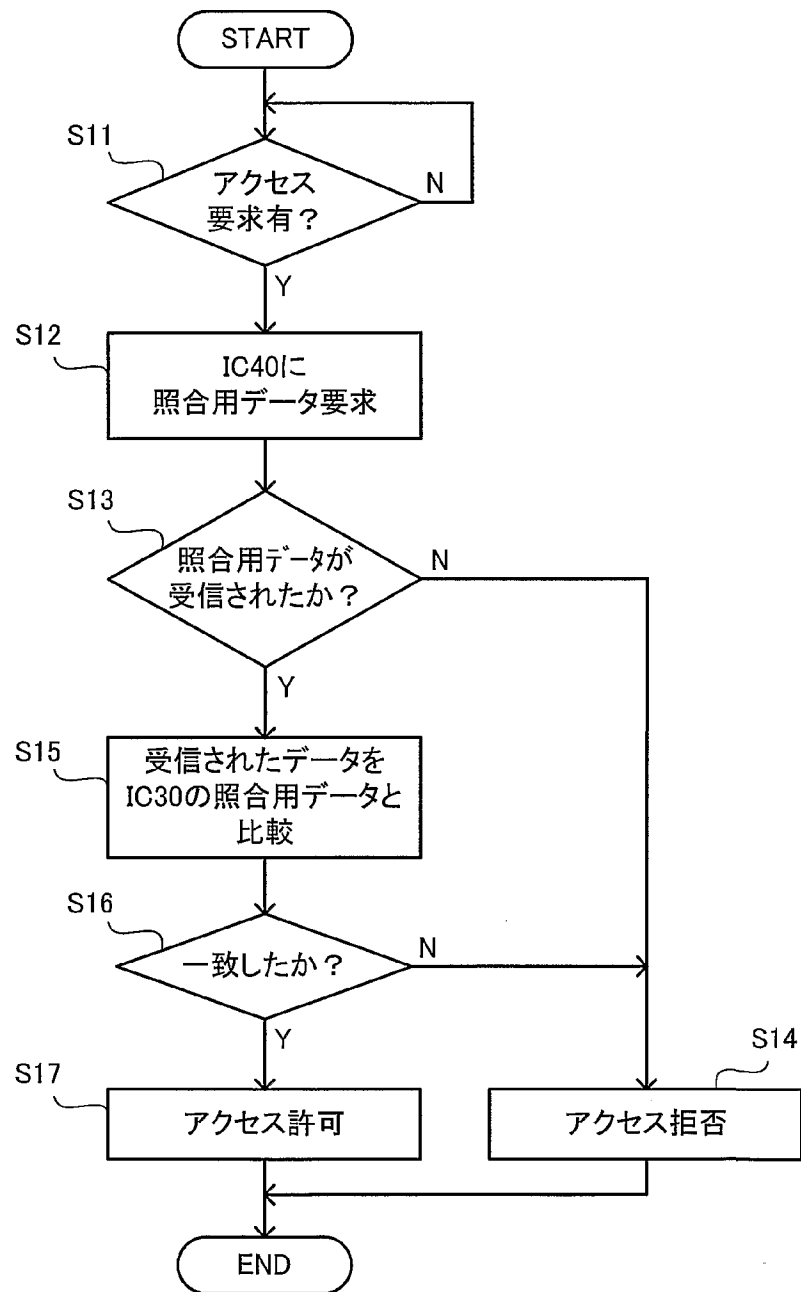 START
S11
アクセス
要求有？
N
Y
S12
IC40に
照合用データ要求
S13
照合用データが
受信されたか？
N
Y
S15
受信されたデータを
IC30の照合用データと
比較
S16
一致したか？
N
Y
S17
アクセス許可
S14
アクセス拒否
END